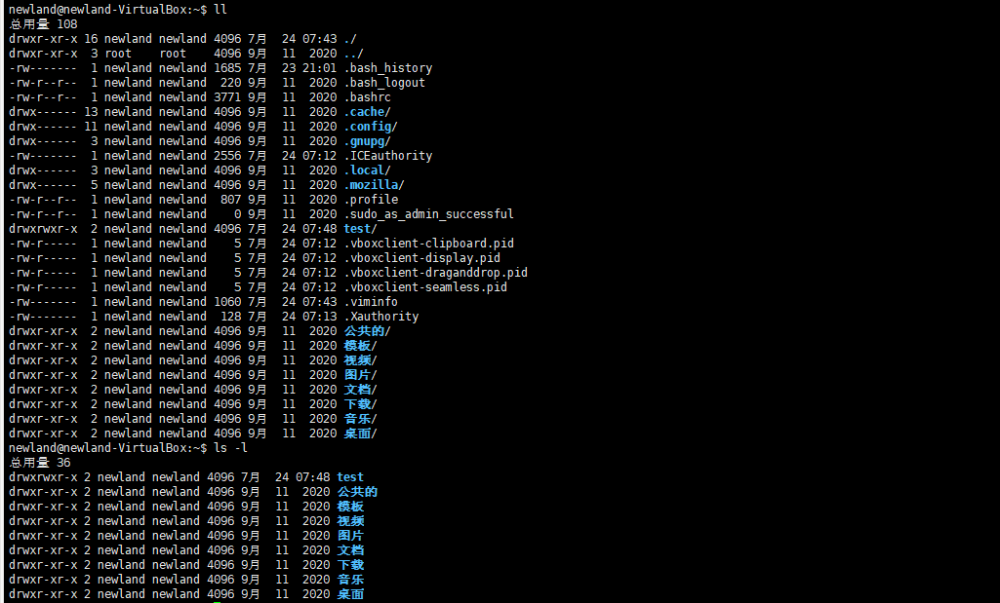 newland@newland-VirtualBox:~$ ll
总用量 108
drwxr-xr-x 16 newland newland 4096 7月  24 07:43 ./
drwxr-xr-x  3 root    root    4096 9月  11  2020 ../
-rw-------  1 newland newland 1685 7月  23 21:01 .bash_history
-rw-r--r--  1 newland newland  220 9月  11  2020 .bash_logout
-rw-r--r--  1 newland newland 3771 9月  11  2020 .bashrc
drwx------ 13 newland newland 4096 9月  11  2020 .cache/
drwx------ 11 newland newland 4096 9月  11  2020 .config/
drwx------  3 newland newland 4096 9月  11  2020 .gnupg/
-rw-------  1 newland newland 2556 7月  24 07:12 .ICEauthority
drwx------  3 newland newland 4096 9月  11  2020 .local/
drwx------  5 newland newland 4096 9月  11  2020 .mozilla/
-rw-r--r--  1 newland newland  807 9月  11  2020 .profile
-rw-r--r--  1 newland newland    0 9月  11  2020 .sudo_as_admin_successful
drwxrwxr-x  2 newland newland 4096 7月  24 07:48 test/
-rw-r-----  1 newland newland    5 7月  24 07:12 .vboxclient-clipboard.pid
-rw-r-----  1 newland newland    5 7月  24 07:12 .vboxclient-display.pid
-rw-r-----  1 newland newland    5 7月  24 07:12 .vboxclient-draganddrop.pid
-rw-r-----  1 newland newland    5 7月  24 07:12 .vboxclient-seamless.pid
-rw-------  1 newland newland 1060 7月  24 07:43 .viminfo
-rw-------  1 newland newland  128 7月  24 07:13 .Xauthority
drwxr-xr-x  2 newland newland 4096 9月  11  2020 公共的/
drwxr-xr-x  2 newland newland 4096 9月  11  2020 模板/
drwxr-xr-x  2 newland newland 4096 9月  11  2020 视频/
drwxr-xr-x  2 newland newland 4096 9月  11  2020 图片/
drwxr-xr-x  2 newland newland 4096 9月  11  2020 文档/
drwxr-xr-x  2 newland newland 4096 9月  11  2020 下载/
drwxr-xr-x  2 newland newland 4096 9月  11  2020 音乐/
drwxr-xr-x  2 newland newland 4096 9月  11  2020 桌面/
newland@newland-VirtualBox:~$ ls -l
总用量 36
drwxrwxr-x 2 newland newland 4096 7月  24 07:48 test
drwxr-xr-x 2 newland newland 4096 9月  11  2020 公共的
drwxr-xr-x 2 newland newland 4096 9月  11  2020 模板
drwxr-xr-x 2 newland newland 4096 9月  11  2020 视频
drwxr-xr-x 2 newland newland 4096 9月  11  2020 图片
drwxr-xr-x 2 newland newland 4096 9月  11  2020 文档
drwxr-xr-x 2 newland newland 4096 9月  11  2020 下载
drwxr-xr-x 2 newland newland 4096 9月  11  2020 音乐
drwxr-xr-x 2 newland newland 4096 9月  11  2020 桌面